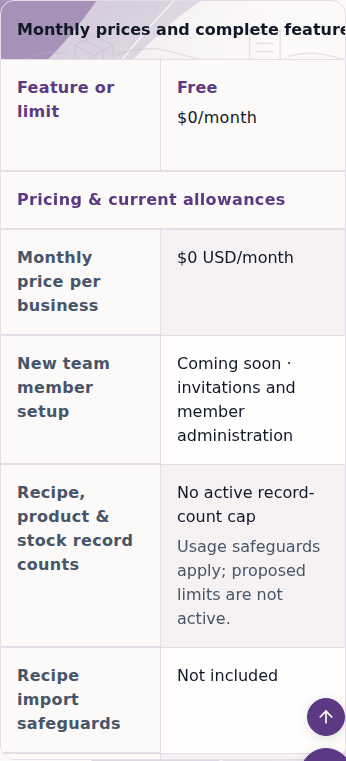 Monthly prices and complete feature
Feature or
limit
Free
$0/month
Pricing & current allowances
Monthly
price per
business
$0 USD/month
New team
member
setup
Coming soon ·
invitations and
member
administration
Recipe,
product &
stock record
counts
No active record-
count cap
Usage safeguards
apply; proposed
limits are not
active.
Recipe
import
safeguards
Not included